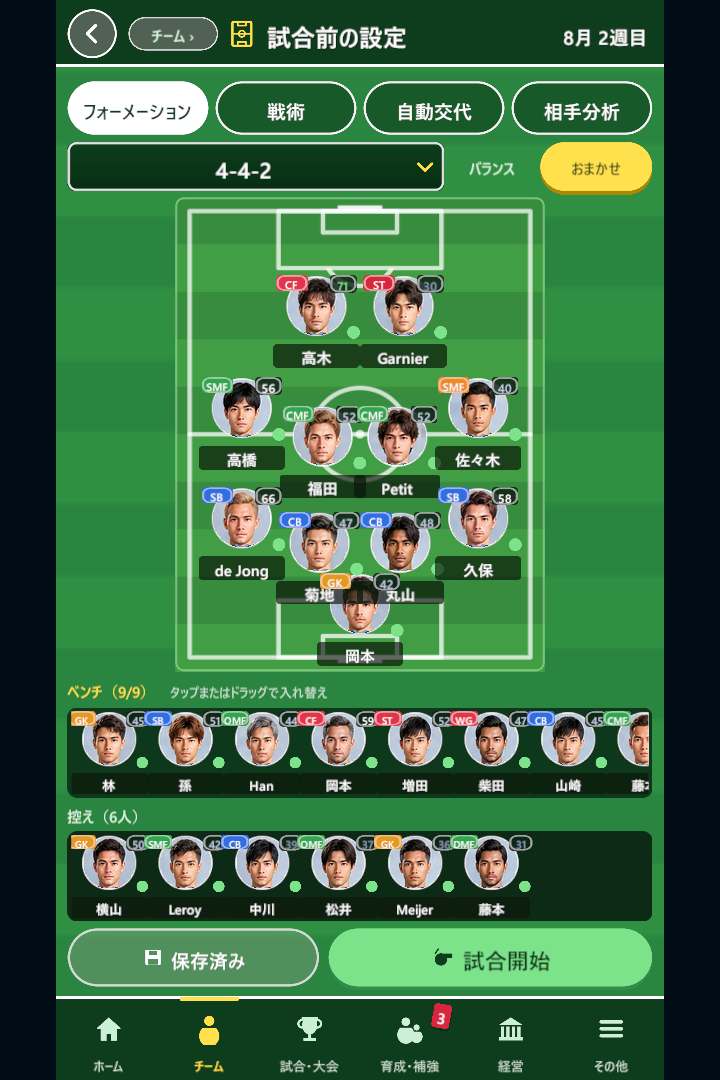 チーム ›
試合前の設定
8月 2週目
フォーメーション
戦術
自動交代
相手分析
4-4-2
バランス
おまかせ
CF 71
ST 30
高木
Garnier
SMF 56
SMF 40
CMF 52
CMF 52
高橋
佐々木
福田
Petit
SB 66
SB 58
CB 47
CB 48
de Jong
久保
GK 42
菊地
丸山
岡本
ベンチ（9/9）
タップまたはドラッグで入れ替え
GK 45 SB 51 OMF 44 CF 59 ST 52 WG 47 CB 45 CMF
林 孫 Han 岡本 増田 柴田 山崎
控え（6人）
GK 50 SMF 42 CB 39 OMF 37 GK 36 DMF 31
横山 Leroy 中川 松井 Meijer 藤本
保存済み
試合開始
3
ホーム チーム 試合・大会 育成・補強 経営 その他